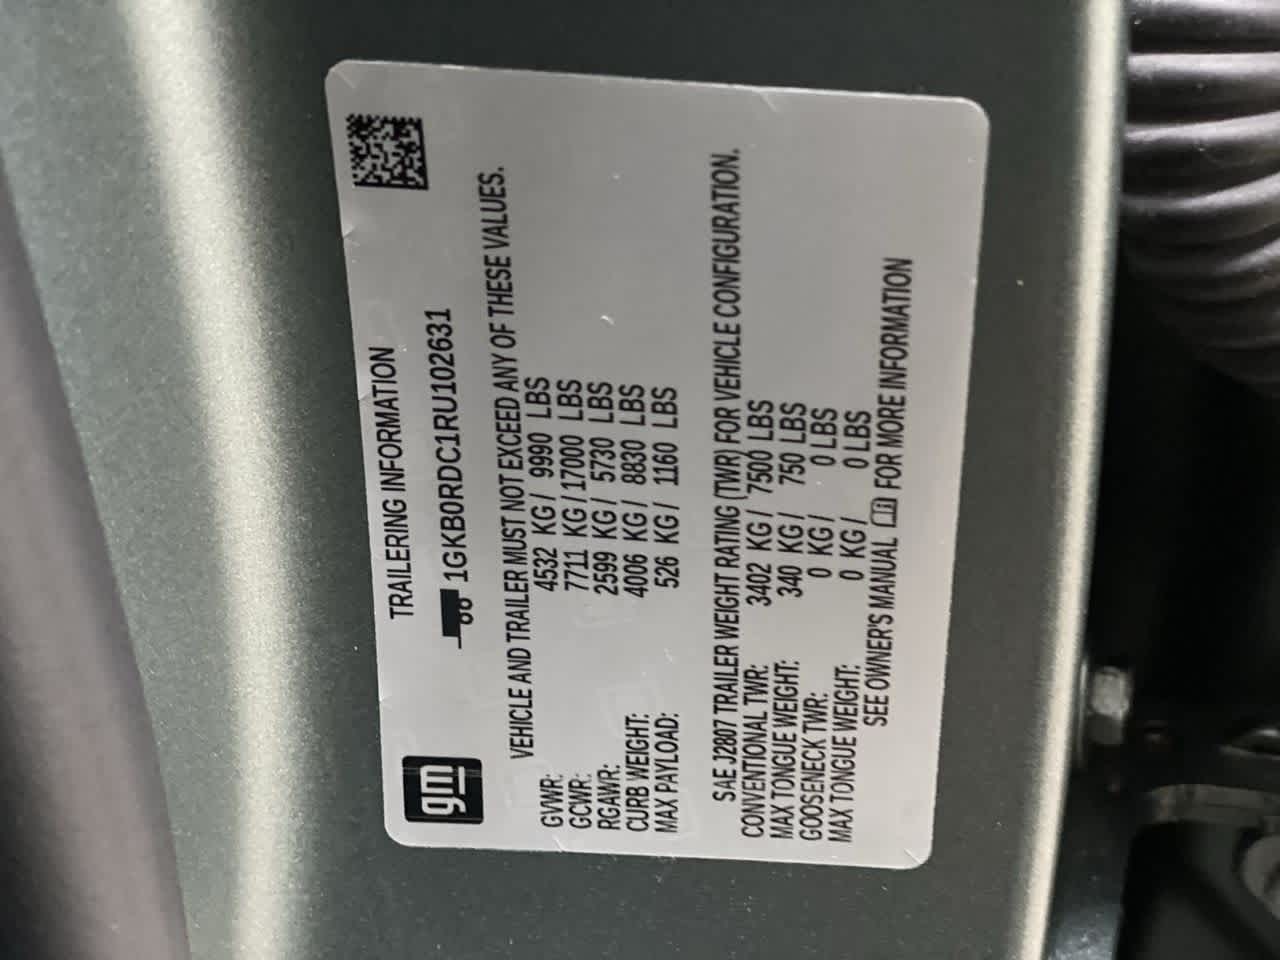 gm
TRAILERING INFORMATION
1GKB0RDC1RU102631
VEHICLE AND TRAILER MUST NOT EXCEED ANY OF THESE VALUES.
GVWR: 4532 KG / 9990 LBS
GCWR: 7711 KG / 17000 LBS
RGAWR: 2599 KG / 5730 LBS
CURB WEIGHT: 4006 KG / 8830 LBS
MAX PAYLOAD: 526 KG / 1160 LBS
SAE J2807 TRAILER WEIGHT RATING (TWR) FOR VEHICLE CONFIGURATION.
CONVENTIONAL TWR: 3402 KG / 7500 LBS
MAX TONGUE WEIGHT: 340 KG / 750 LBS
GOOSENECK TWR: 0 KG / 0 LBS
MAX TONGUE WEIGHT: 0 KG / 0 LBS
SEE OWNER'S MANUAL FOR MORE INFORMATION